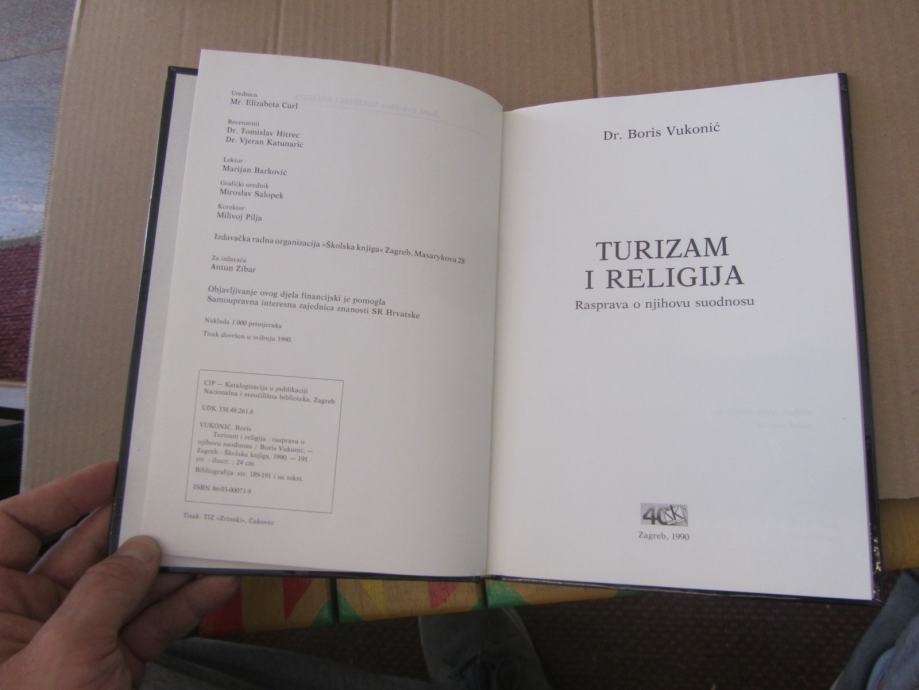 Urednica
Mr. Elizabeta Curl
Recenzenti
Dr. Tomislav Hitrec
Dr. Vjeran Katunarić
Lektor
Marijan Barković
Grafički urednik
Miroslav Salopek
Korektor
Milivoj Pilja
Izdavačka radna organizacija »Školska knjiga« Zagreb, Masarykova 28
Za izdavača
Antun Zibar
Objavljivanje ovog djela financijski je pomogla
Samoupravna interesna zajednica znanosti SR Hrvatske
Naklada 1 000 primjeraka
Tisak dovršen u svibnju 1990.
CIP — Katalogizacija u publikaciji
Nacionalna i sveučilišna biblioteka, Zagreb
UDK 338.48:261.6
VUKONIĆ, Boris
Turizam i religija : rasprava o
njihovu suodnosu / Boris Vukonić. —
Zagreb : Školska knjiga, 1990. — 191
str. : ilustr. ; 24 cm
Bibliografija: str. 189-191 i uz tekst.
ISBN 86-03-00071-9
Tisak: TIZ »Zrinski«, Čakovec
Dr. Boris Vukonić
TURIZAM
I RELIGIJA
Rasprava o njihovu suodnosu
40 šk
Zagreb, 1990